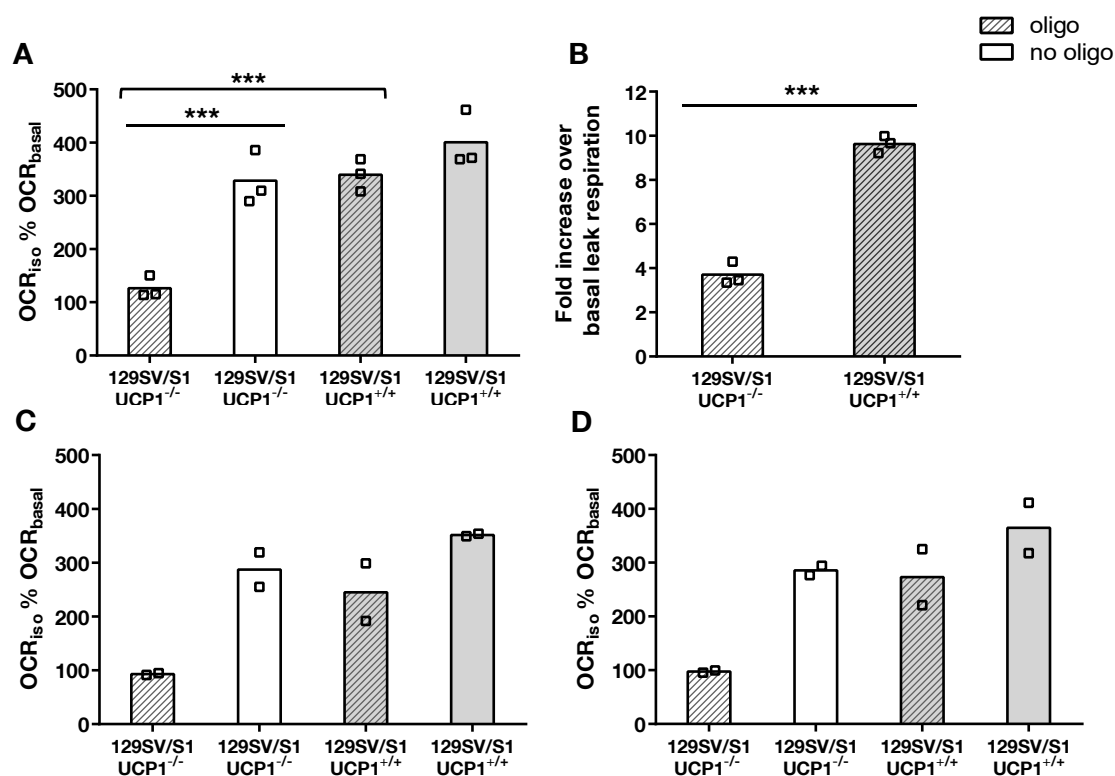 oligo
no oligo
A
***
***
OCRiso % OCRbasal
500
400
300
200
100
0
129SV/S1
UCP1-/-
129SV/S1
UCP1-/-
129SV/S1
UCP1+/+
129SV/S1
UCP1+/+
B
***
Fold increase over
basal leak respiration
12
10
8
6
4
2
0
129SV/S1
UCP1-/-
129SV/S1
UCP1+/+
C
OCRiso % OCRbasal
500
400
300
200
100
0
129SV/S1
UCP1-/-
129SV/S1
UCP1-/-
129SV/S1
UCP1+/+
129SV/S1
UCP1+/+
D
OCRiso % OCRbasal
500
400
300
200
100
0
129SV/S1
UCP1-/-
129SV/S1
UCP1-/-
129SV/S1
UCP1+/+
129SV/S1
UCP1+/+